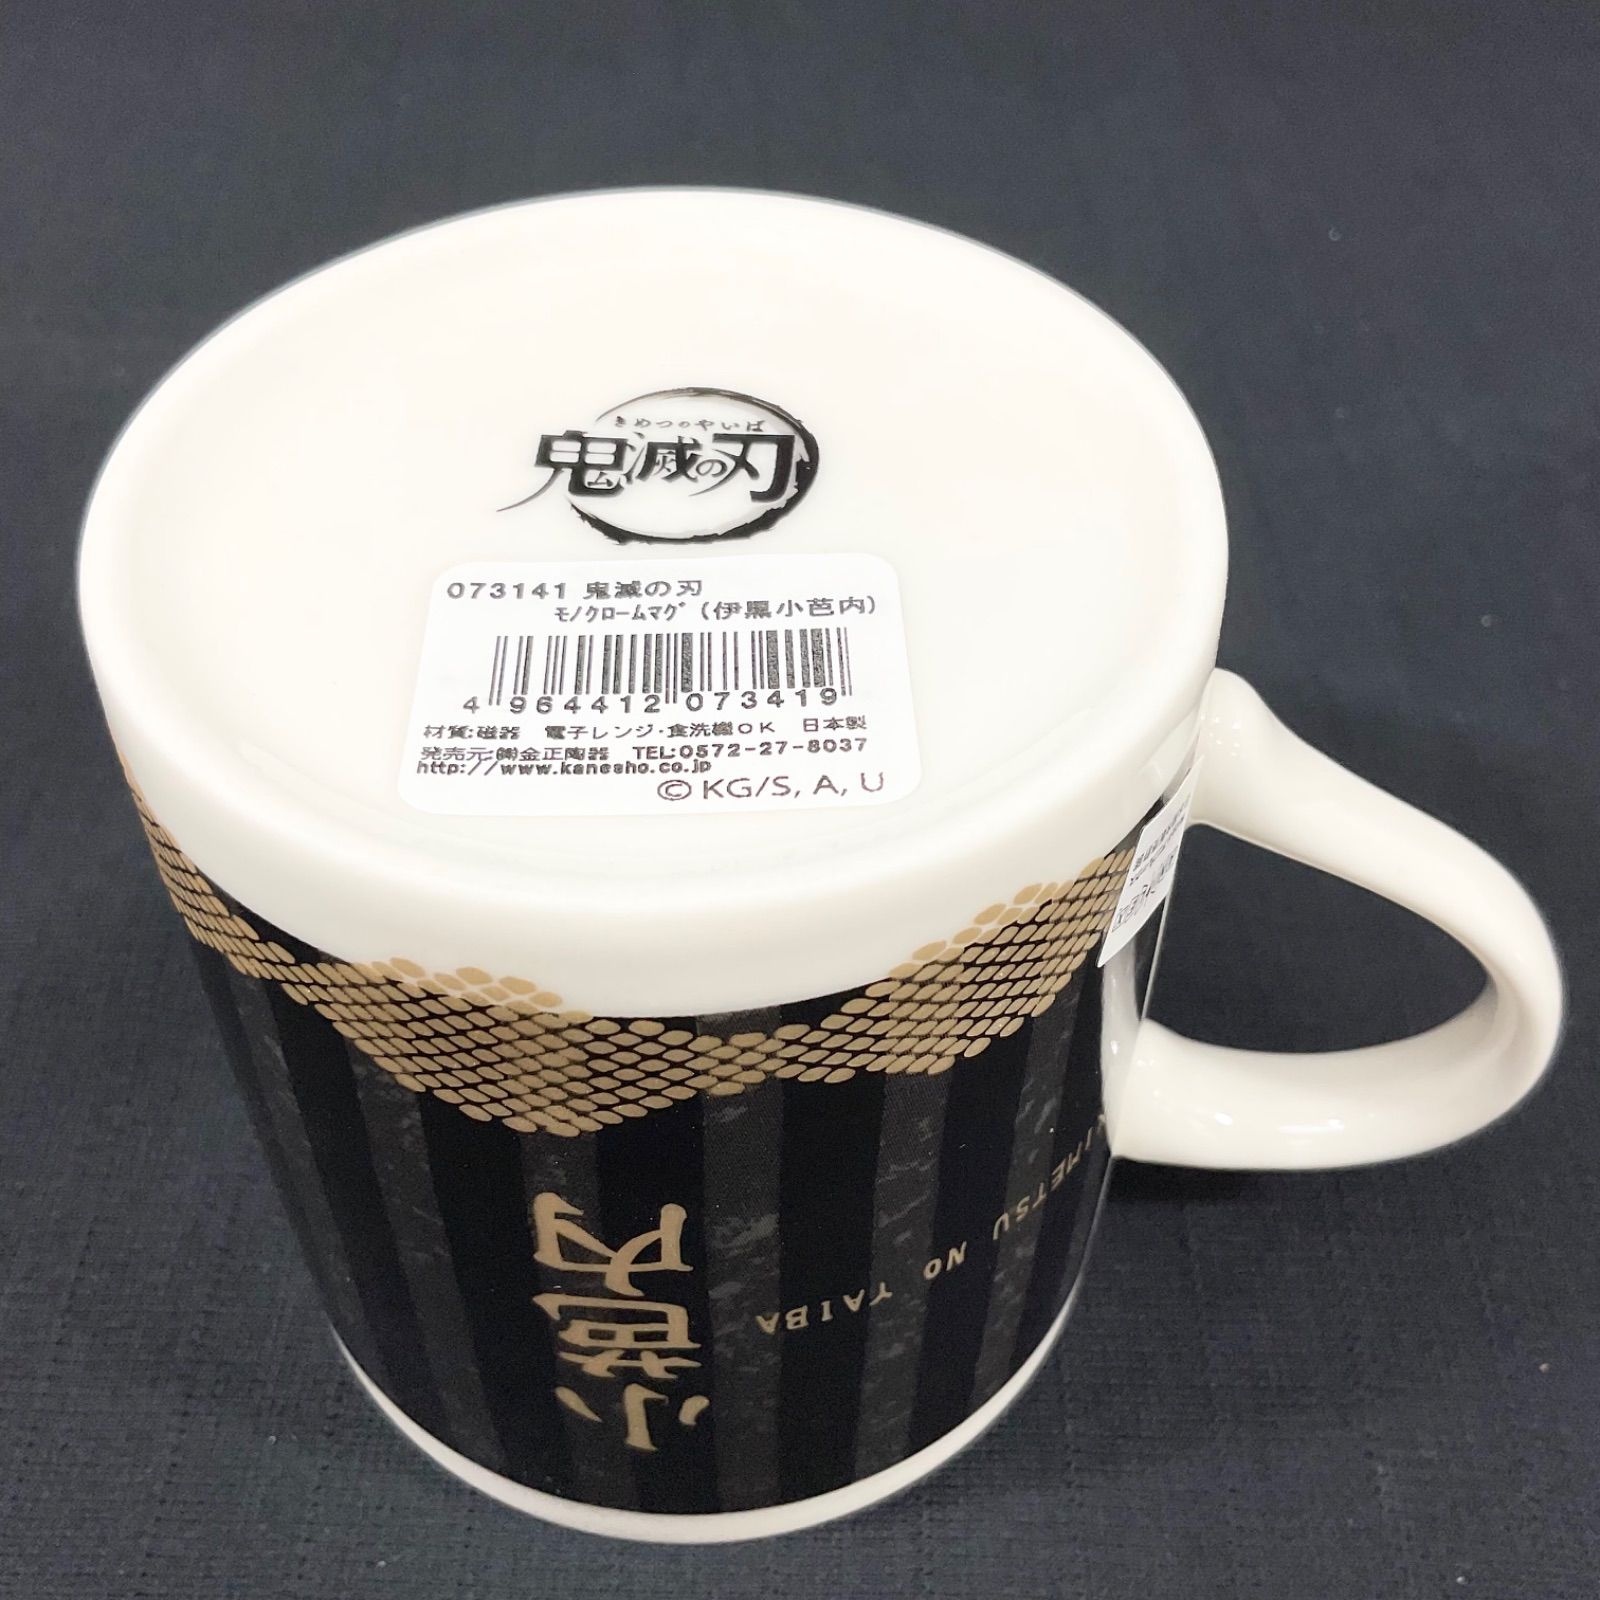 きめつのやいば
鬼滅の刃
073141 鬼滅の刃
ﾓﾉｸﾛｰﾑﾏｸﾞ (伊黒小芭内)
4 964412 073419
材質:磁器 電子レンジ・食洗機OK 日本製
発売元:㈱金正陶器 TEL:0572-27-8037
http://www.kanesho.co.jp
©KG/S, A, U
小芭内
KIMETSU NO YAIBA